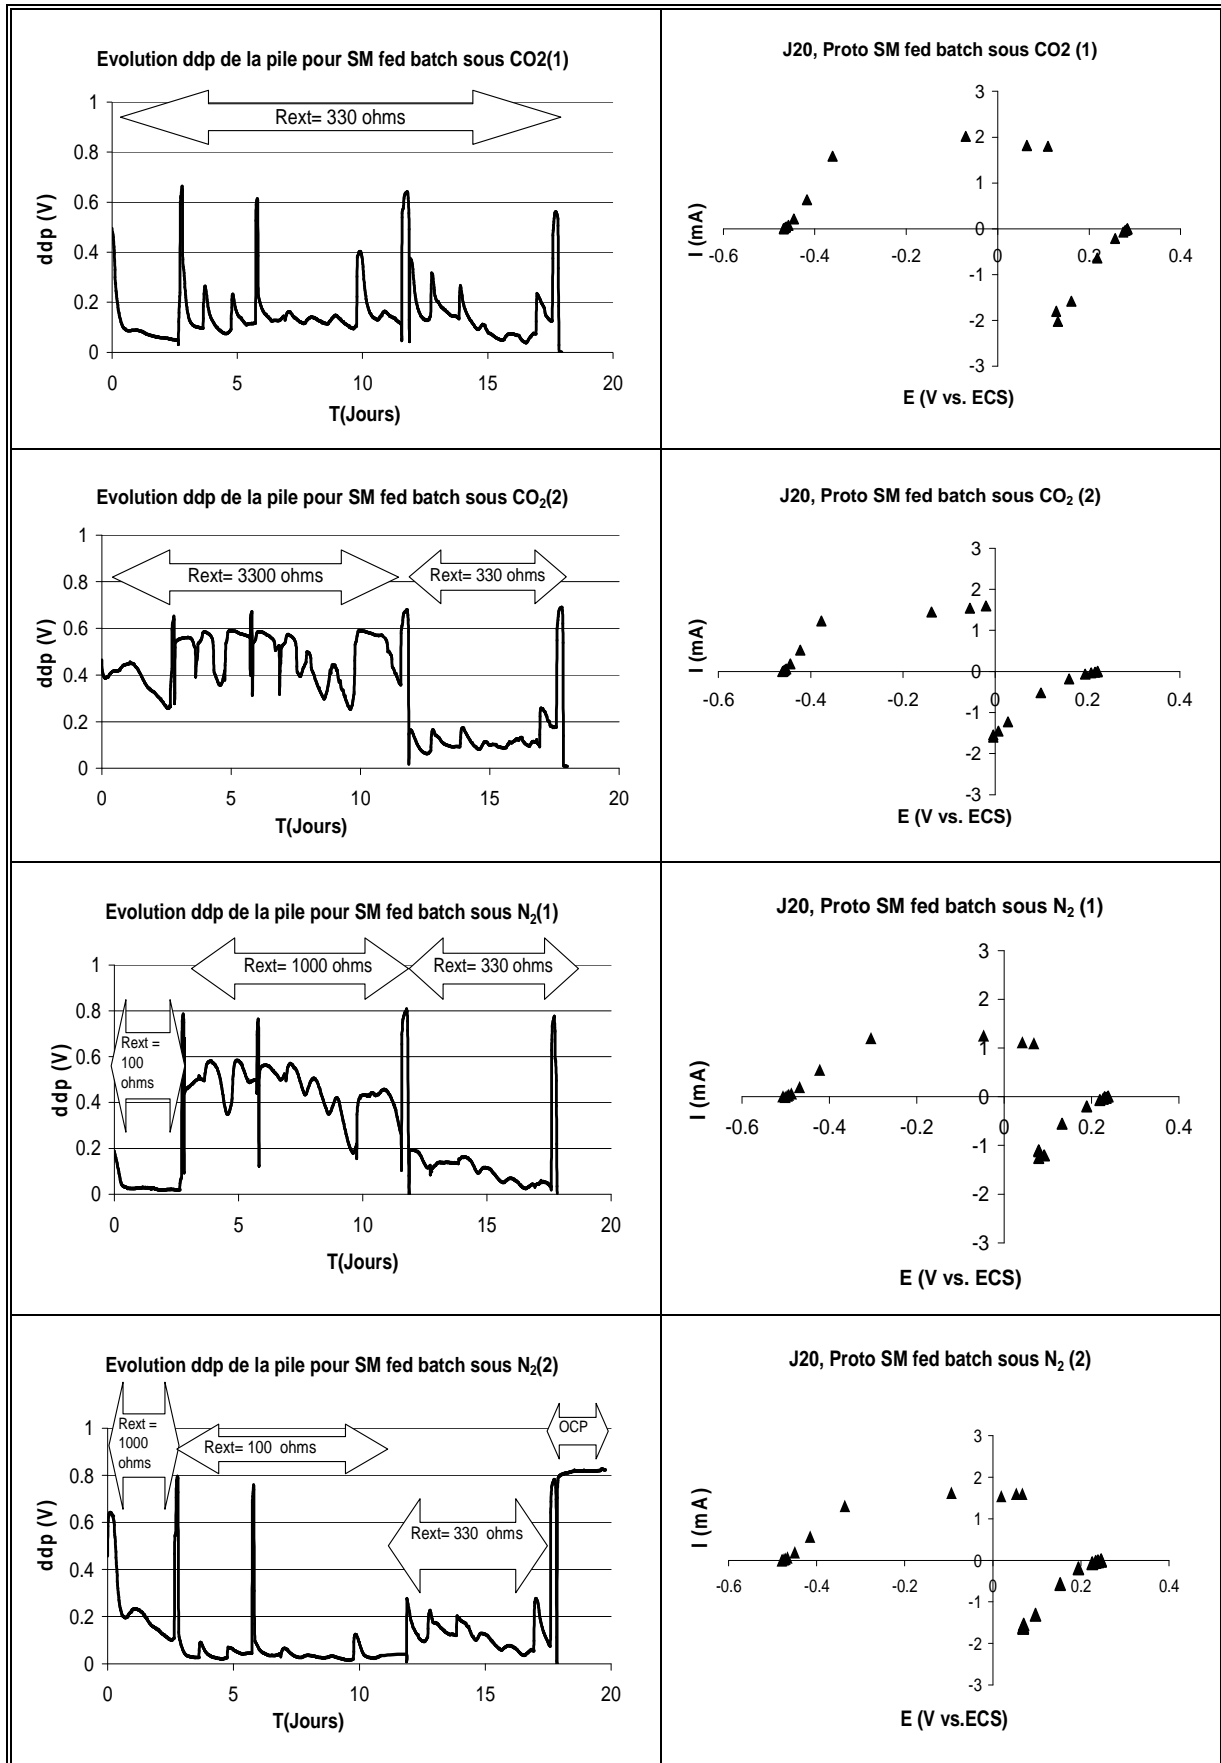 Evolution ddp de la pile pour SM fed batch sous CO2(1)
Rext= 330 ohms
1
0.8
0.6
0.4
0.2
0
0
5
10
15
20
ddp (V)
T(Jours)
J20, Proto SM fed batch sous CO2 (1)
3
2
1
0
-1
-2
-3
-0.6
-0.4
-0.2
0
0.2
0.4
I (mA)
E (V vs. ECS)
Evolution ddp de la pile pour SM fed batch sous CO₂(2)
Rext= 3300 ohms
Rext= 330 ohms
1
0.8
0.6
0.4
0.2
0
0
5
10
15
20
ddp (V)
T(Jours)
J20, Proto SM fed batch sous CO₂ (2)
3
2
1
0
-1
-2
-3
-0.6
-0.4
-0.2
0
0.2
0.4
I (mA)
E (V vs. ECS)
Evolution ddp de la pile pour SM fed batch sous N₂(1)
Rext= 1000 ohms
Rext= 330 ohms
Rext =
100
ohms
1
0.8
0.6
0.4
0.2
0
0
5
10
15
20
ddp (V)
T(Jours)
J20, Proto SM fed batch sous N₂ (1)
3
2
1
0
-1
-2
-3
-0.6
-0.4
-0.2
0
0.2
0.4
I (mA)
E (V vs. ECS)
Evolution ddp de la pile pour SM fed batch sous N₂(2)
Rext =
1000
ohms
Rext= 100 ohms
OCP
Rext= 330 ohms
1
0.8
0.6
0.4
0.2
0
0
5
10
15
20
ddp (V)
T(Jours)
J20, Proto SM fed batch sous N₂ (2)
3
2
1
0
-1
-2
-3
-0.6
-0.4
-0.2
0
0.2
0.4
I (mA)
E (V vs.ECS)